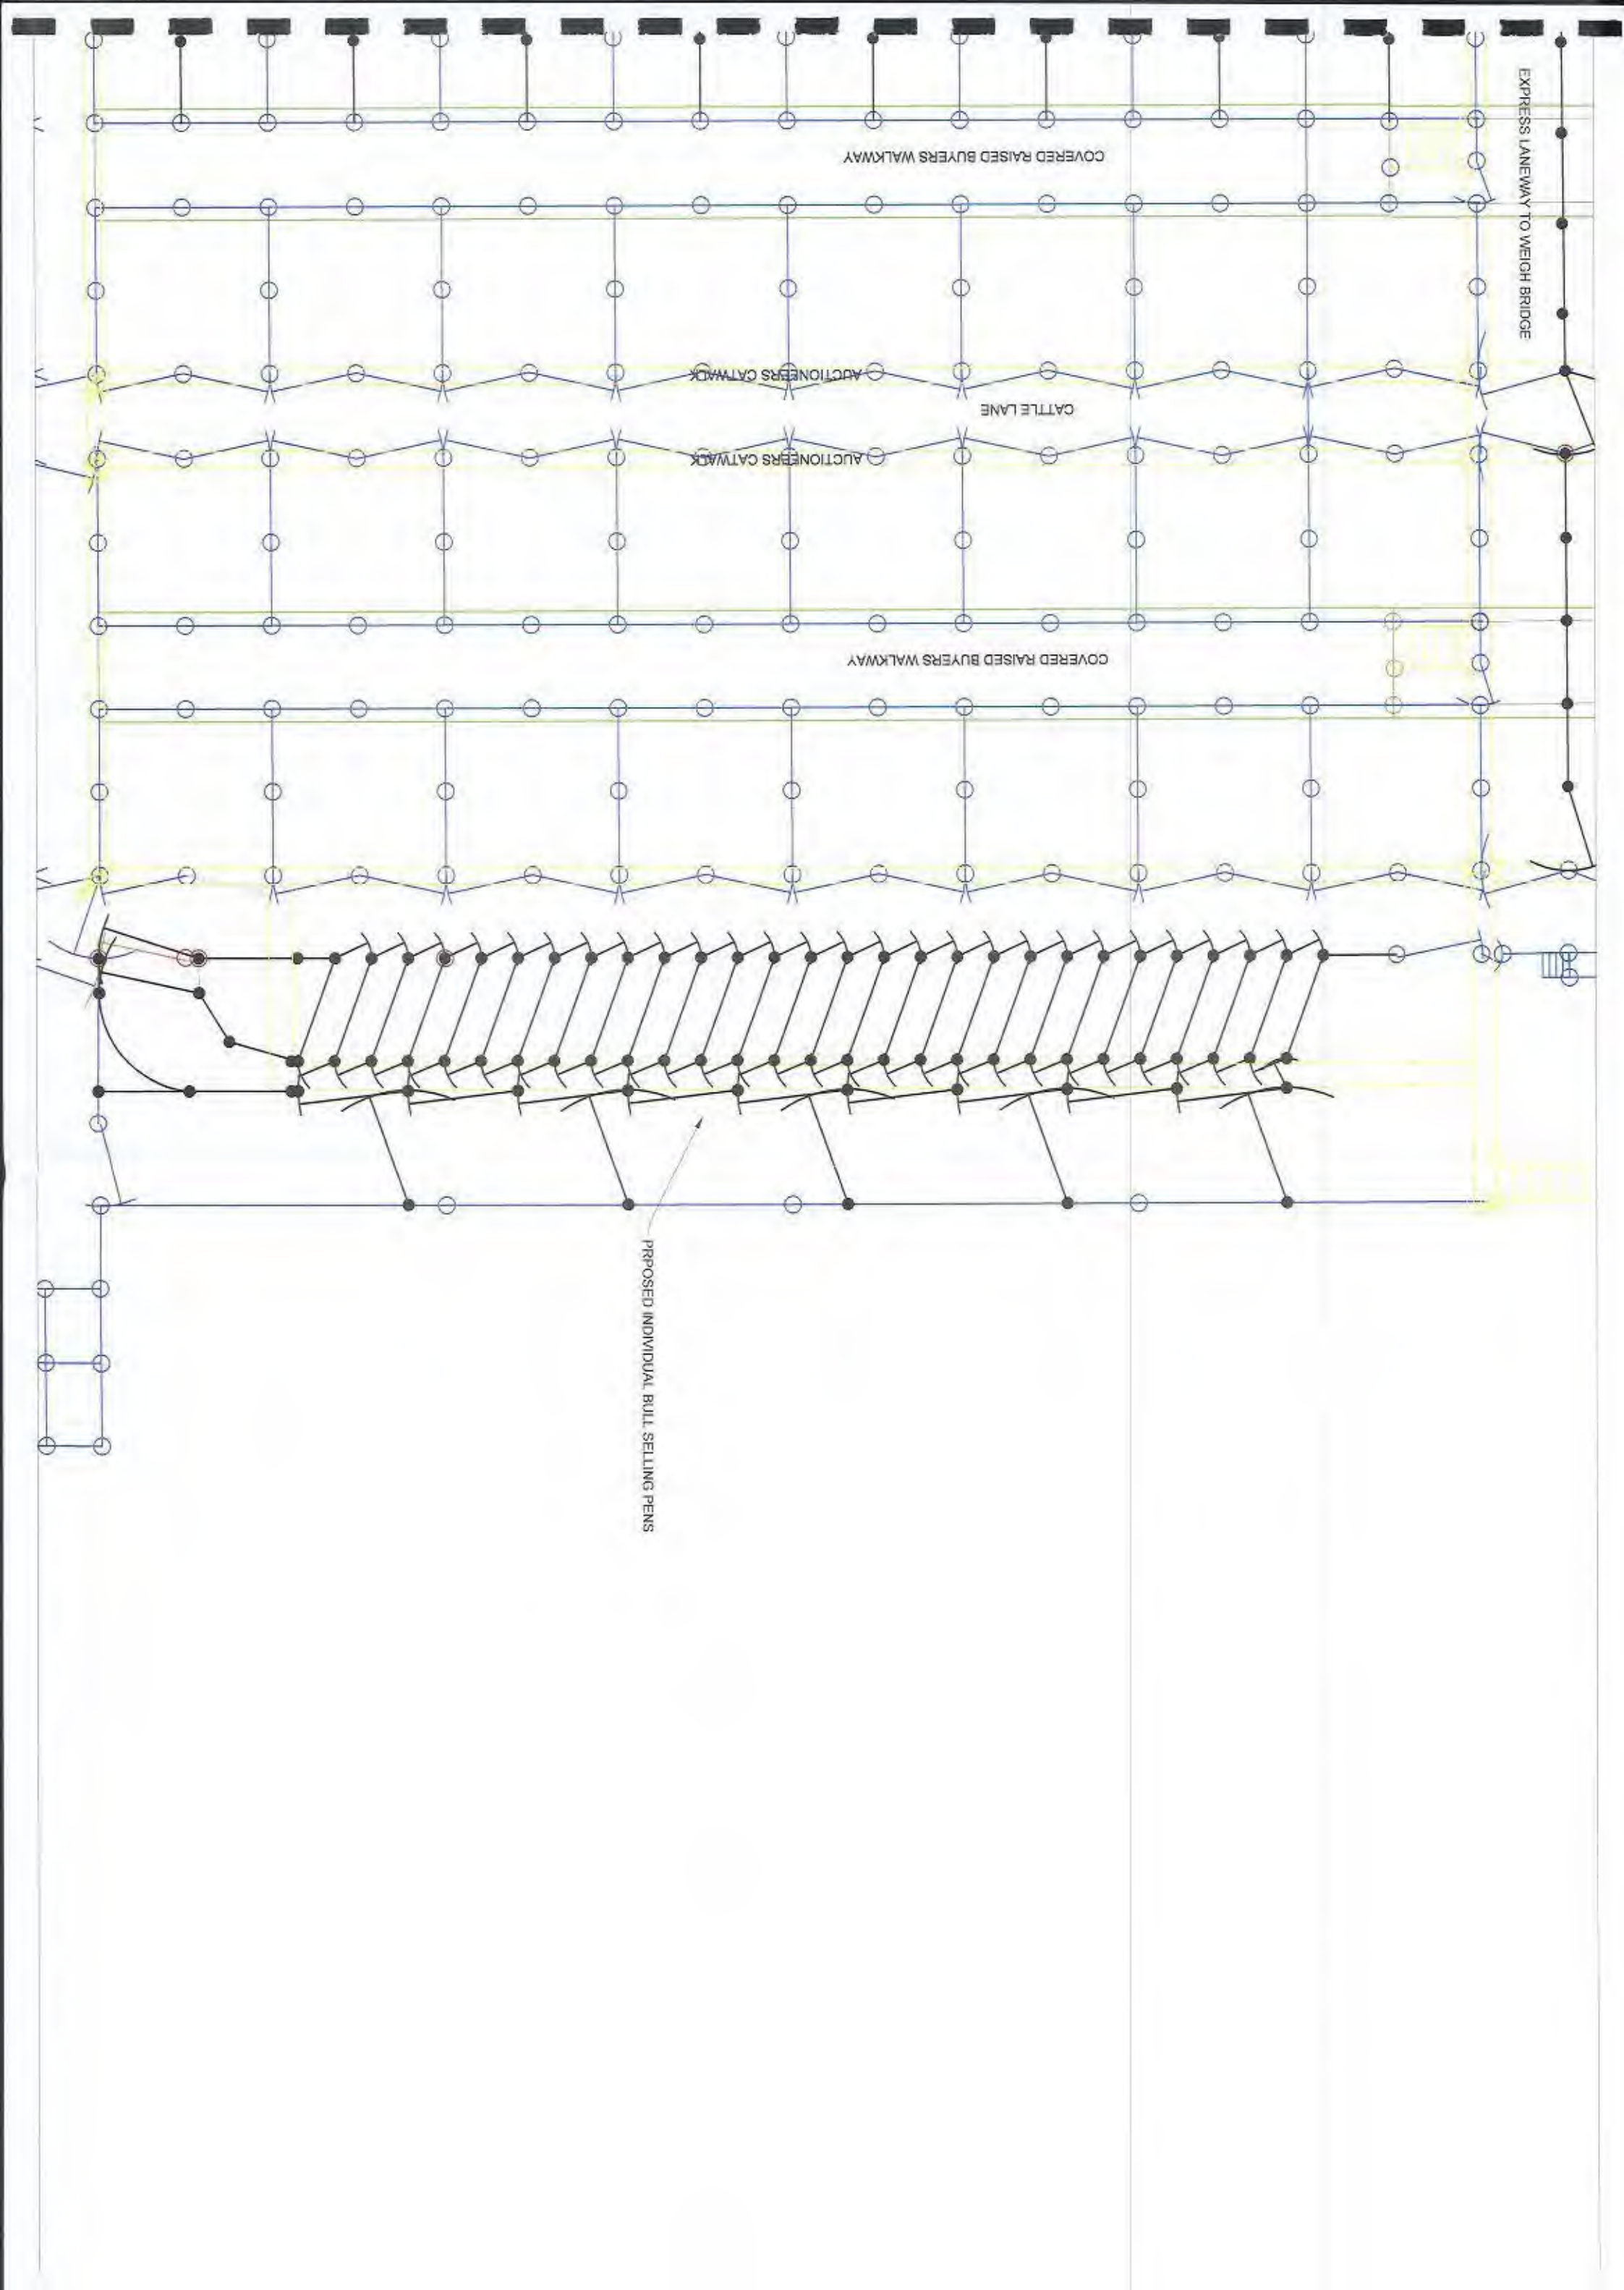 EXPRESS LANEWAY TO WEIGH BRIDGE
COVERED RAISED BUYERS WALKWAY
AUCTIONEERS CATWALK
CATTLE LANE
AUCTIONEERS CATWALK
COVERED RAISED BUYERS WALKWAY
PRPOSED INDIVIDUAL BULL SELLING PENS